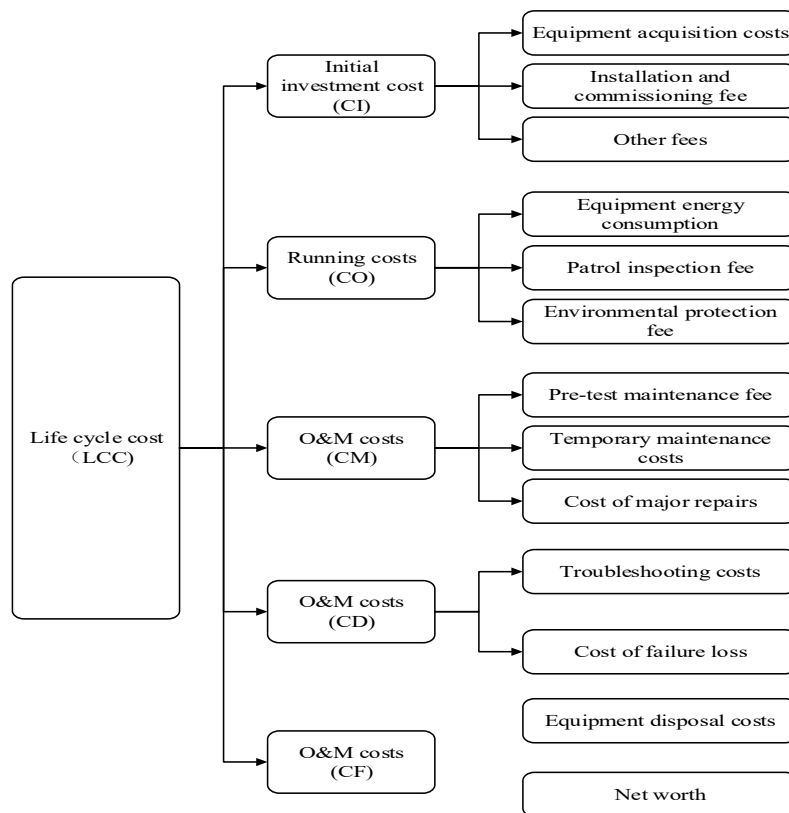 Life cycle cost
（LCC)
Initial
investment cost
(CI)
Equipment acquisition costs
Installation and
commissioning fee
Other fees
Running costs
(CO)
Equipment energy
consumption
Patrol inspection fee
Environmental protection
fee
O&M costs
(CM)
Pre-test maintenance fee
Temporary maintenance
costs
Cost of major repairs
O&M costs
(CD)
Troubleshooting costs
Cost of failure loss
O&M costs
(CF)
Equipment disposal costs
Net worth